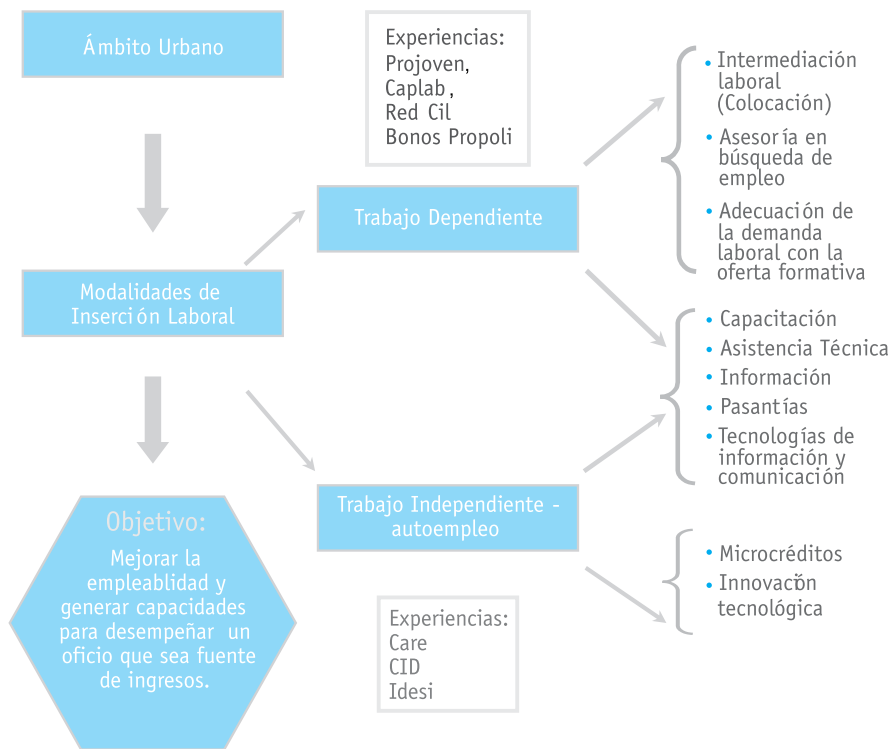 Ámbito Urbano
Experiencias:
Projoven,
Caplab,
Red Cil
Bonos Propoli
• Intermediación
laboral
(Colocación)
• Asesoría en
búsqueda de
empleo
• Adecuación de
la demanda
laboral con la
oferta formativa
Trabajo Dependiente
Modalidades de
Inserción Laboral
• Capacitación
• Asistencia Técnica
• Información
• Pasantías
• Tecnologías de
información y
comunicación
Trabajo Independiente -
autoempleo
Objetivo:
Mejorar la
empleablidad y
generar capacidades
para desempeñar un
oficio que sea fuente
de ingresos.
• Microcréditos
• Innovación
tecnológica
Experiencias:
Care
CID
Idesi